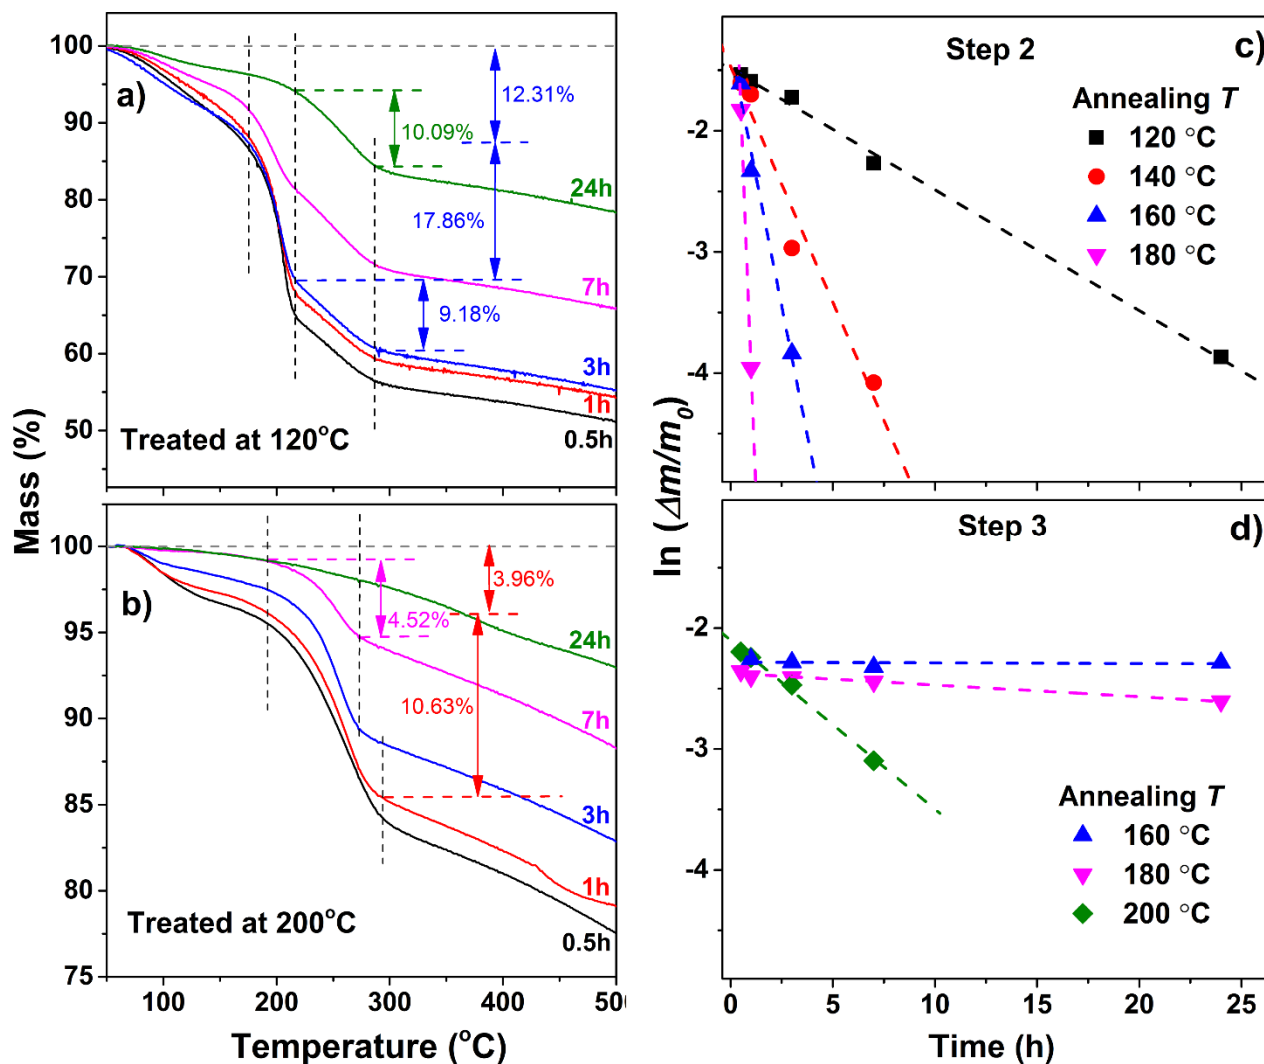 a)
100
90
80
70
60
50
12.31%
10.09%
17.86%
9.18%
24h
7h
3h
1h
0.5h
Treated at 120°C
Mass (%)
b)
100
95
90
85
80
75
3.96%
4.52%
10.63%
24h
7h
3h
1h
0.5h
Treated at 200°C
100
200
300
400
500
Temperature (°C)
Step 2
c)
Annealing T
120 °C
140 °C
160 °C
180 °C
-2
-3
-4
ln (Δm/m0)
Step 3
d)
-2
-3
-4
Annealing T
160 °C
180 °C
200 °C
0
5
10
15
20
25
Time (h)